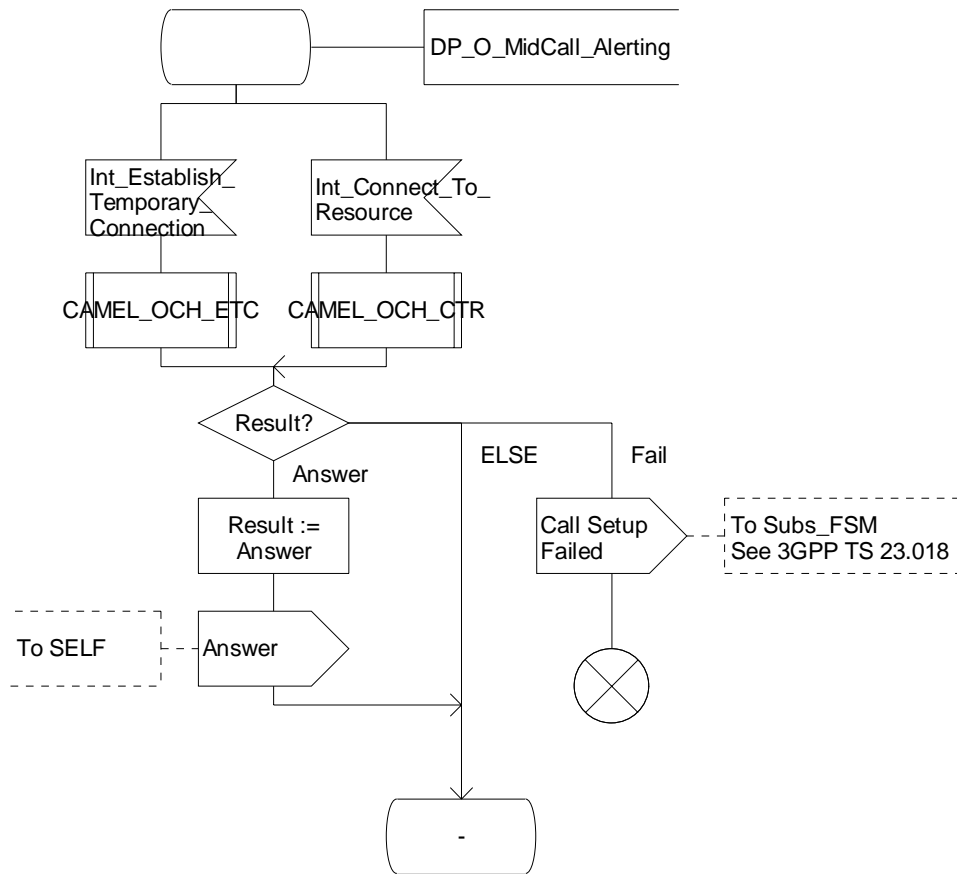 DP_O_MidCall_Alerting
Int_Establish_
Temporary_
Connection
Int_Connect_To_
Resource
CAMEL_OCH_ETC
CAMEL_OCH_CTR
Result?
ELSE
Fail
Answer
Result :=
Answer
Call Setup
Failed
To Subs_FSM
See 3GPP TS 23.018
To SELF
Answer
-